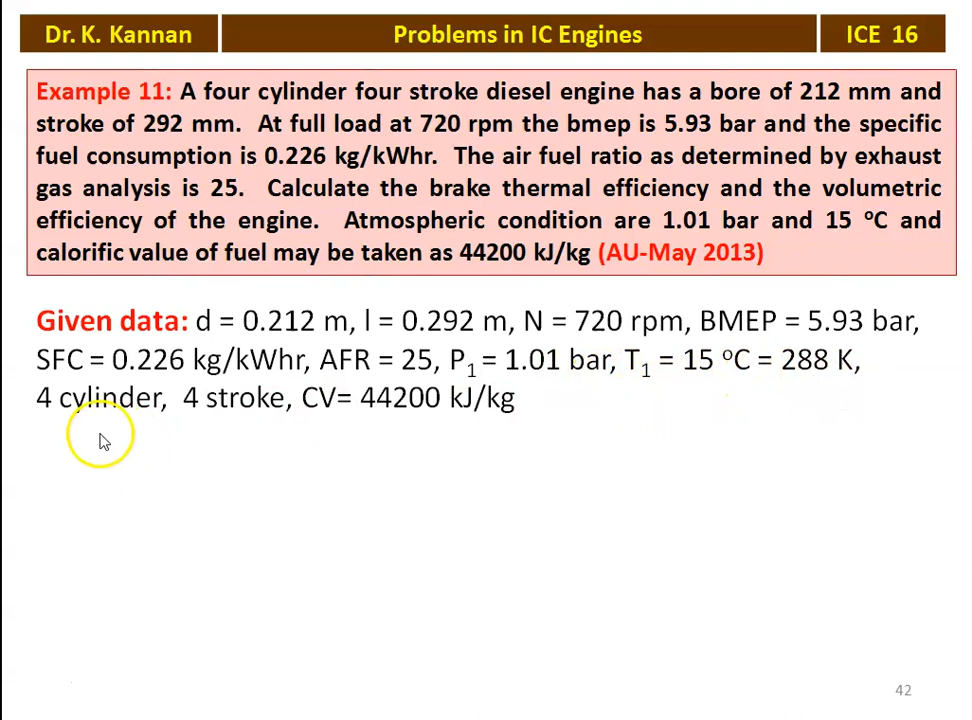 Dr. K. Kannan
Problems in IC Engines
ICE 16
Example 11: A four cylinder four stroke diesel engine has a bore of 212 mm and
stroke of 292 mm. At full load at 720 rpm the bmep is 5.93 bar and the specific
fuel consumption is 0.226 kg/kWhr. The air fuel ratio as determined by exhaust
gas analysis is 25. Calculate the brake thermal efficiency and the volumetric
efficiency of the engine. Atmospheric condition are 1.01 bar and 15 °C and
calorific value of fuel may be taken as 44200 kJ/kg (AU-May 2013)
Given data: d = 0.212 m, l = 0.292 m, N = 720 rpm, BMEP = 5.93 bar,
SFC = 0.226 kg/kWhr, AFR = 25, P₁ = 1.01 bar, T₁ = 15 °C = 288 K,
4 cylinder, 4 stroke, CV= 44200 kJ/kg
42